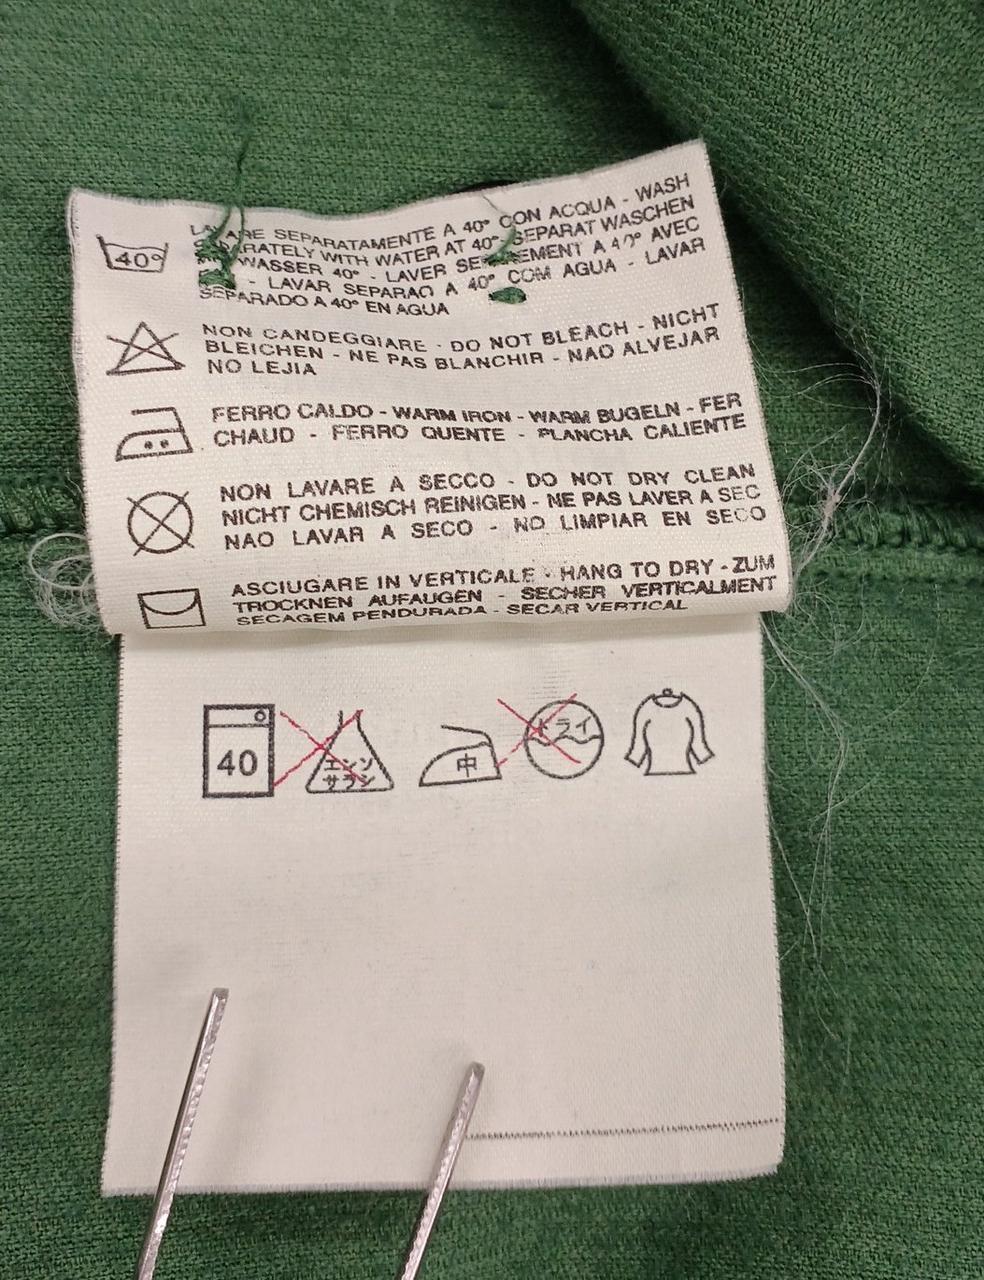 40°
LAVARE SEPARATAMENTE A 40° CON ACQUA - WASH
SEPARATELY WITH WATER AT 40° SEPARAT WASCHEN
WASSER 40° - LAVER SEPAREMENT A 40° AVEC
- LAVAR SEPARAO A 40° COM AGUA - LAVAR
SEPARADO A 40° EN AGUA
NON CANDEGGIARE - DO NOT BLEACH - NICHT
BLEICHEN - NE PAS BLANCHIR - NAO ALVEJAR
NO LEJIA
FERRO CALDO - WARM IRON - WARM BUGELN - FER
CHAUD - FERRO QUENTE - PLANCHA CALIENTE
NON LAVARE A SECCO - DO NOT DRY CLEAN
NICHT CHEMISCH REINIGEN - NE PAS LAVER A SEC
NAO LAVAR A SECO - NO LIMPIAR EN SECO
ASCIUGARE IN VERTICALE - HANG TO DRY - ZUM
TROCKNEN AUFAUGEN - SECHER VERTICALMENT
SECAGEM PENDURADA - SECAR VERTICAL
40 エンソ 中 ドライ
サラシ